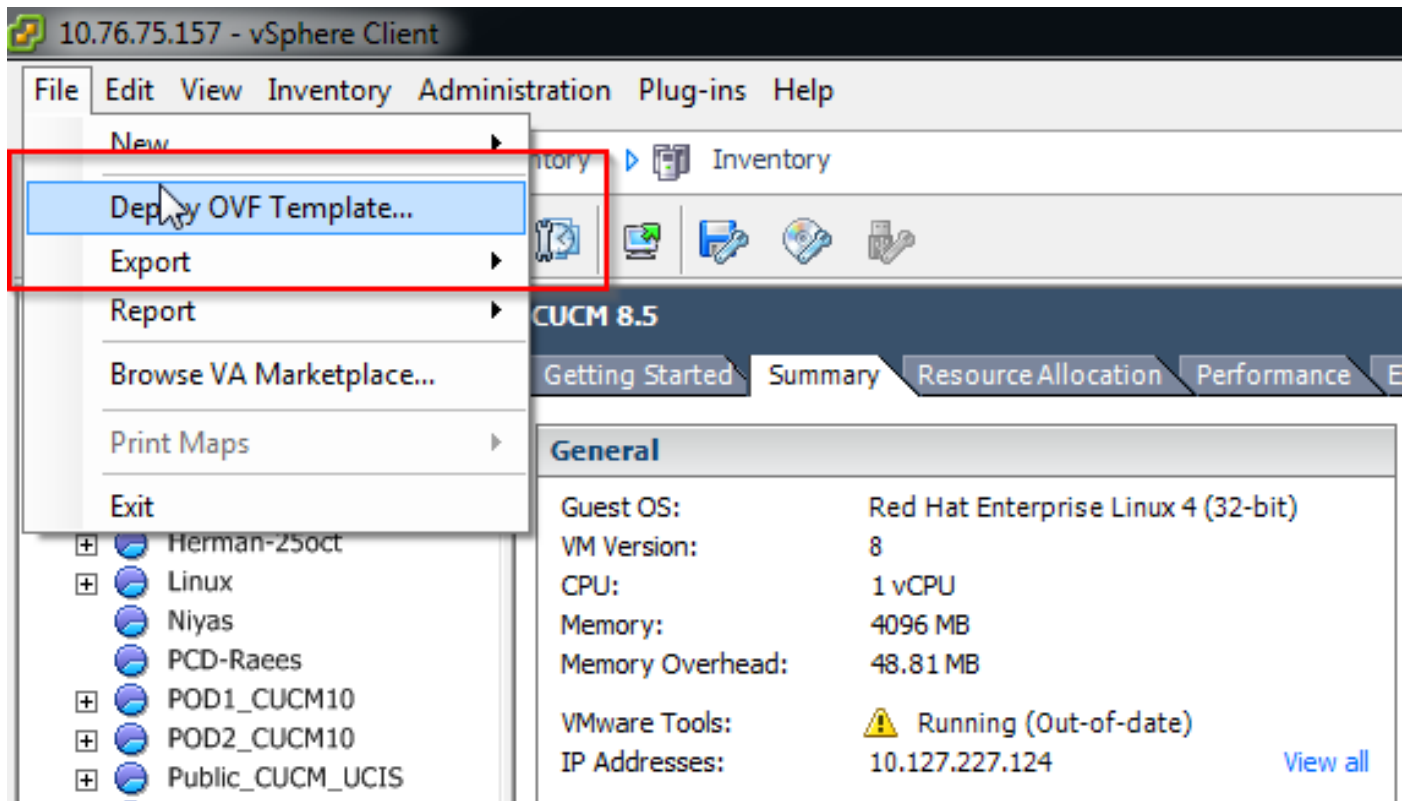 10.76.75.157 - vSphere Client
File Edit View Inventory Administration Plug-ins Help
New
ntory Inventory
Deploy OVF Template...
Export
Report
Browse VA Marketplace...
Print Maps
Exit
CUCM 8.5
Getting Started Summary Resource Allocation Performance E
General
Guest OS: Red Hat Enterprise Linux 4 (32-bit)
VM Version: 8
CPU: 1 vCPU
Memory: 4096 MB
Memory Overhead: 48.81 MB
VMware Tools: Running (Out-of-date)
IP Addresses: 10.127.227.124 View all
Herman-25oct
Linux
Niyas
PCD-Raees
POD1_CUCM10
POD2_CUCM10
Public_CUCM_UCIS